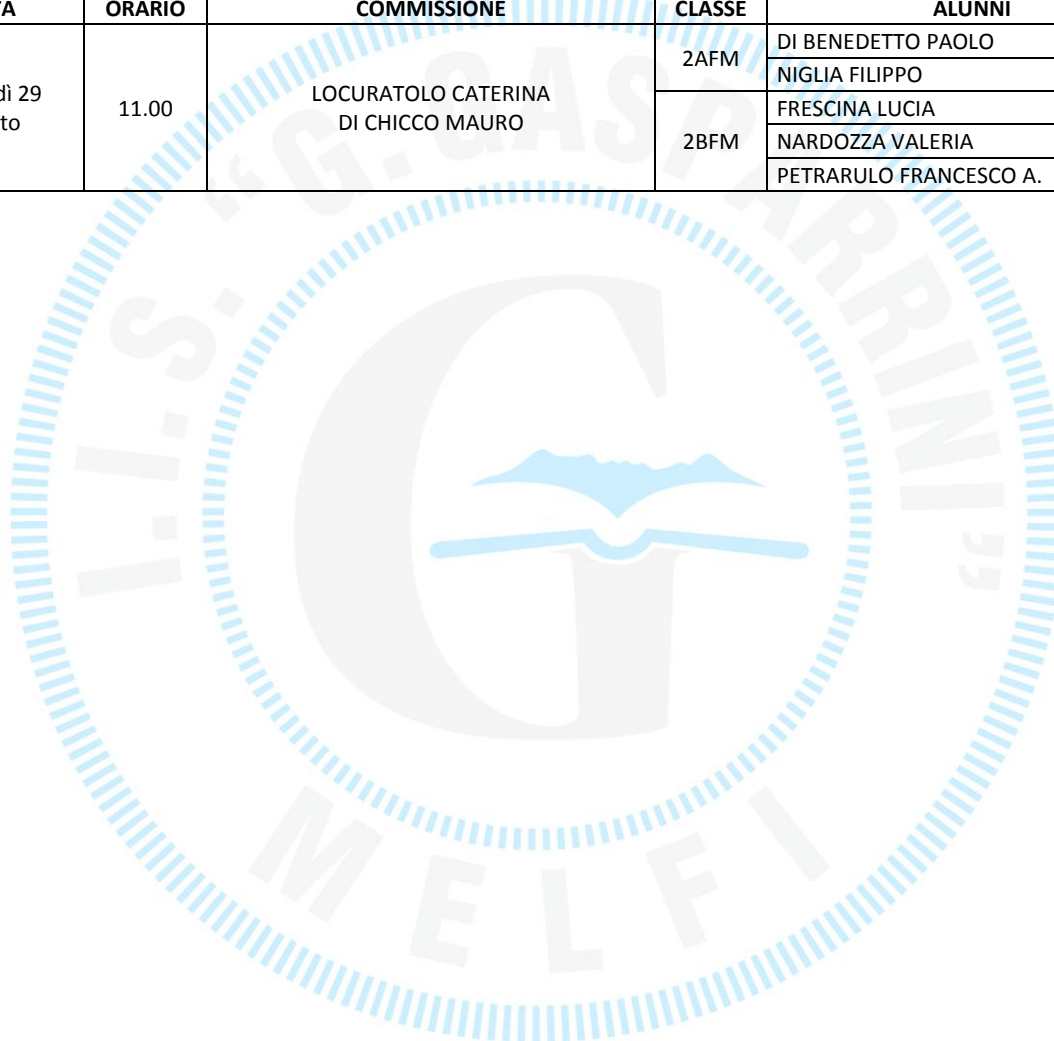 TA ORARIO COMMISSIONE CLASSE ALUNNI
dì 29
to
11.00
LOCURATOLO CATERINA
DI CHICCO MAURO
2AFM
DI BENEDETTO PAOLO
NIGLIA FILIPPO
2BFM
FRESCINA LUCIA
NARDOZZA VALERIA
PETRARULO FRANCESCO A.
I.I.S. “G.GASPARRINI”
G
MELFI